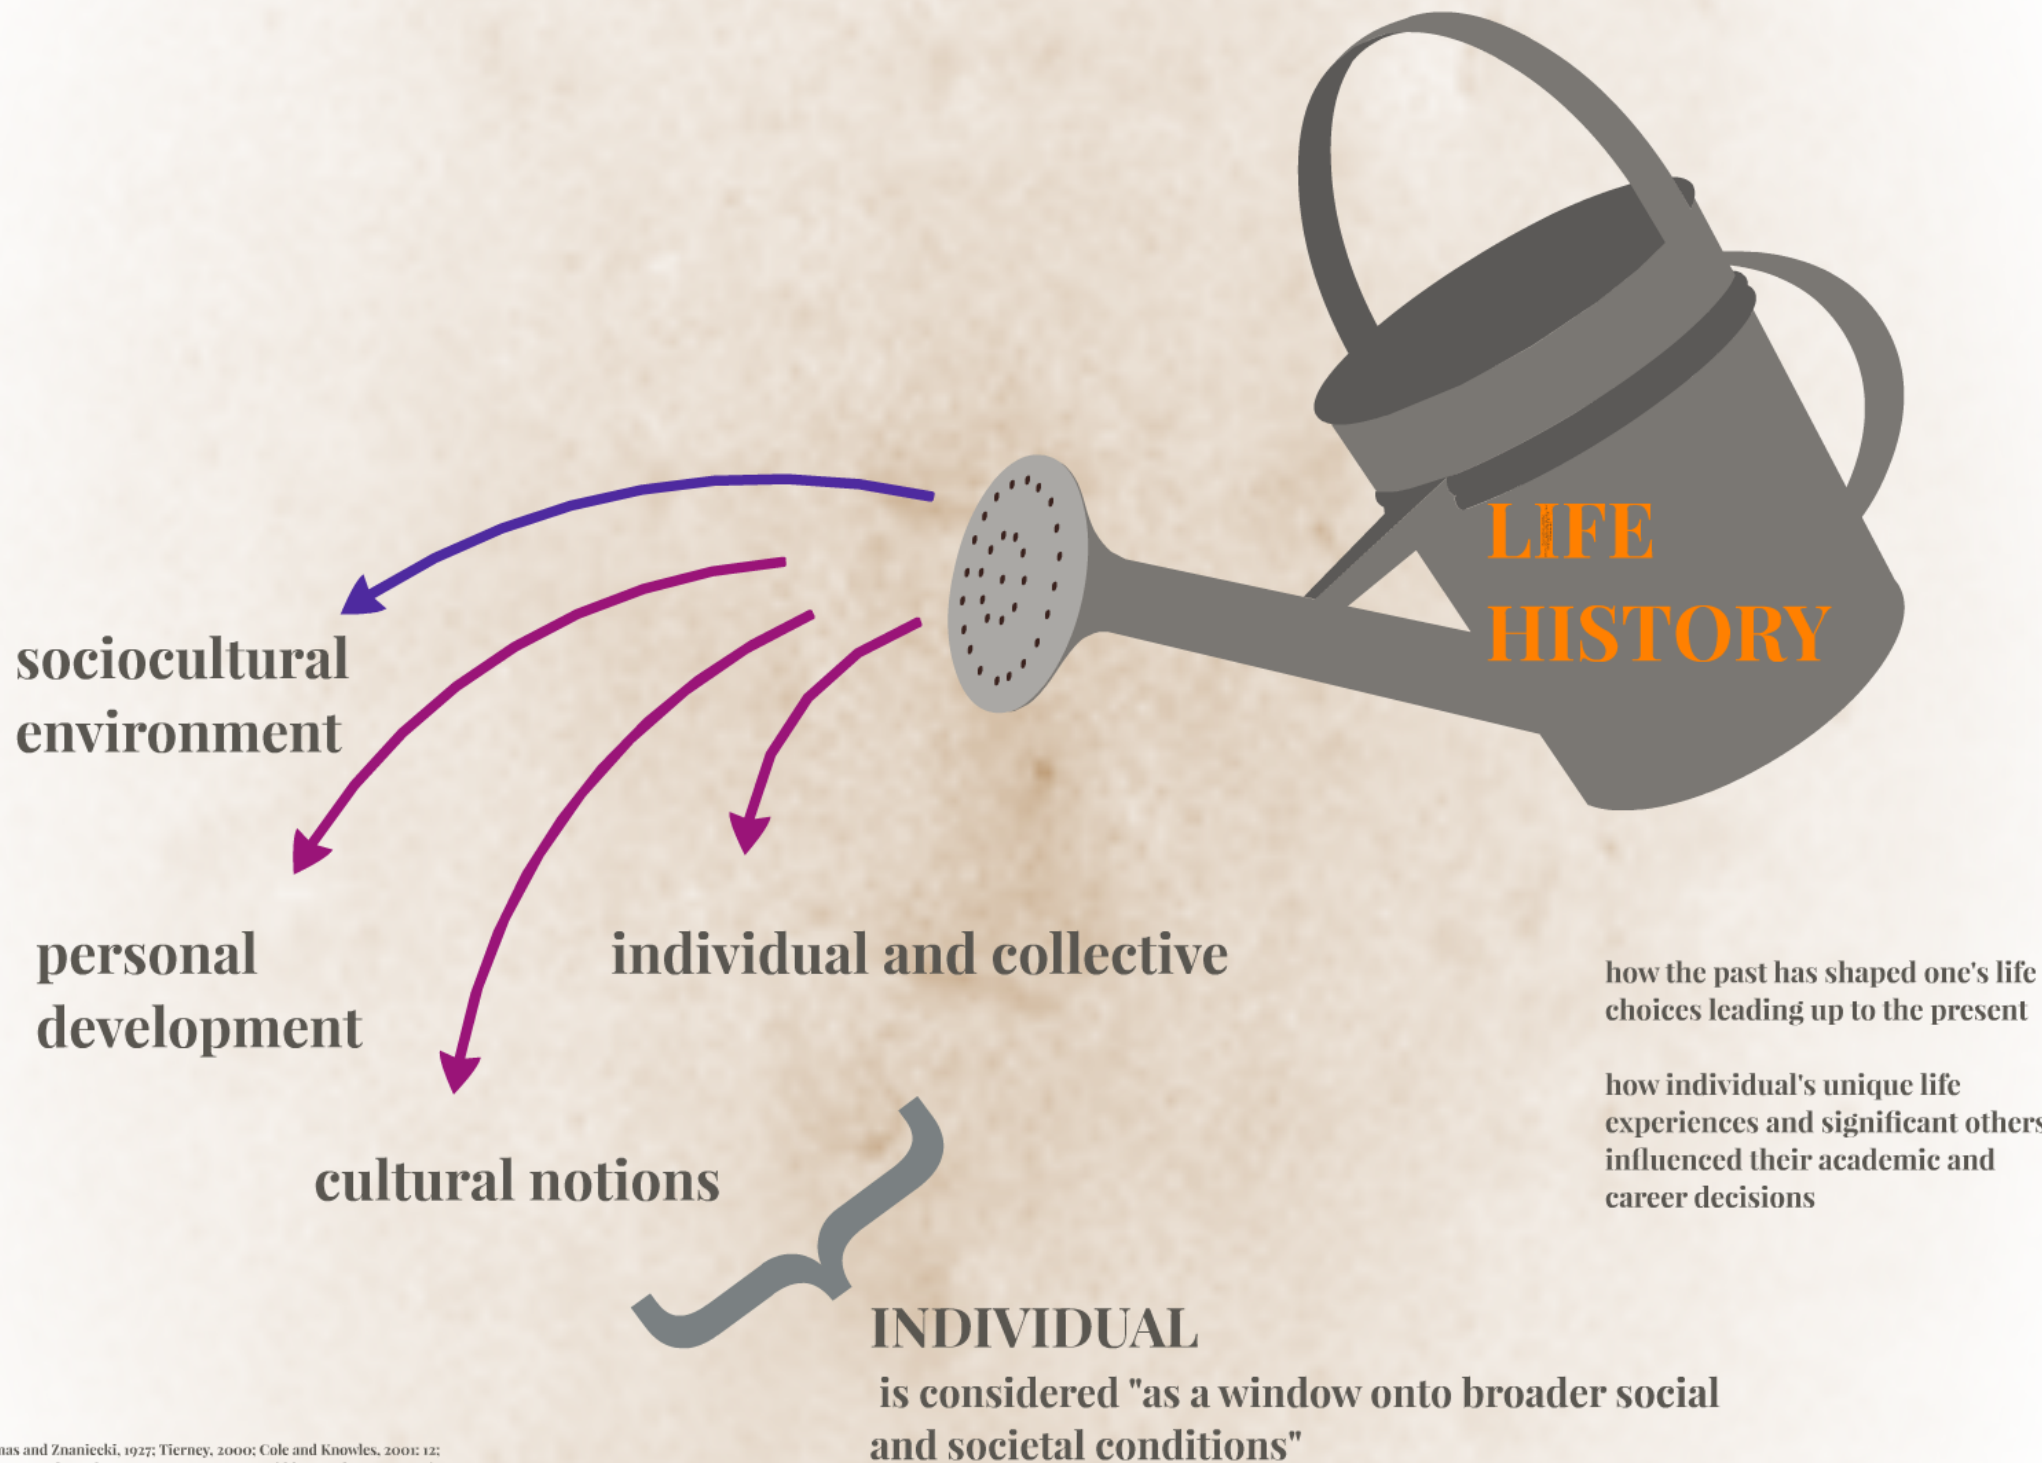 LIFE
HISTORY
sociocultural
environment
personal
development
individual and collective
cultural notions
how the past has shaped one's life
choices leading up to the present
how individual's unique life
experiences and significant others
influenced their academic and
career decisions
INDIVIDUAL
is considered "as a window onto broader social
and societal conditions"
and Znaniecki, 1927; Tierney, 2000; Cole and Knowles, 2001: 12;